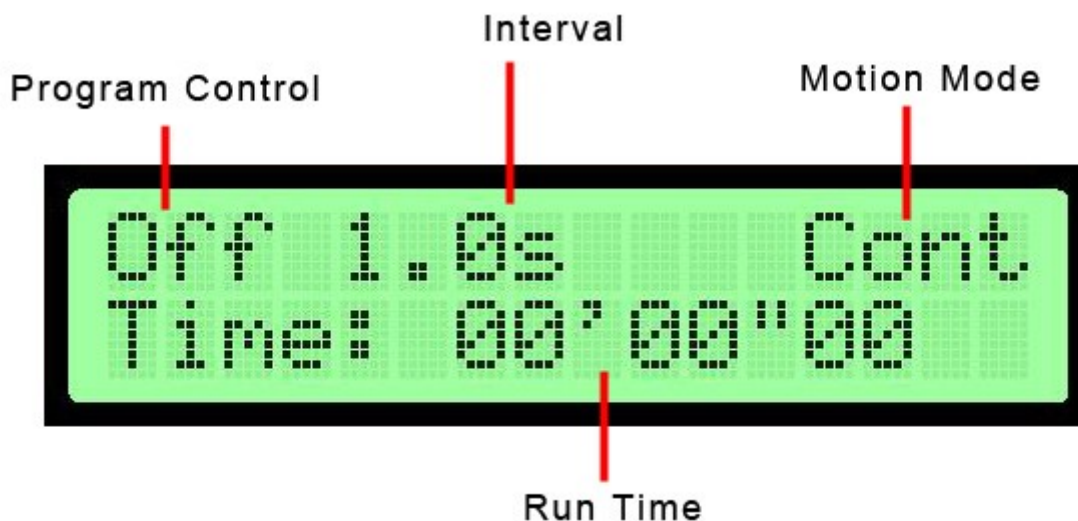 Interval
Program Control
Motion Mode
Off 1.0s Cont
Time: 00’00"00
Run Time